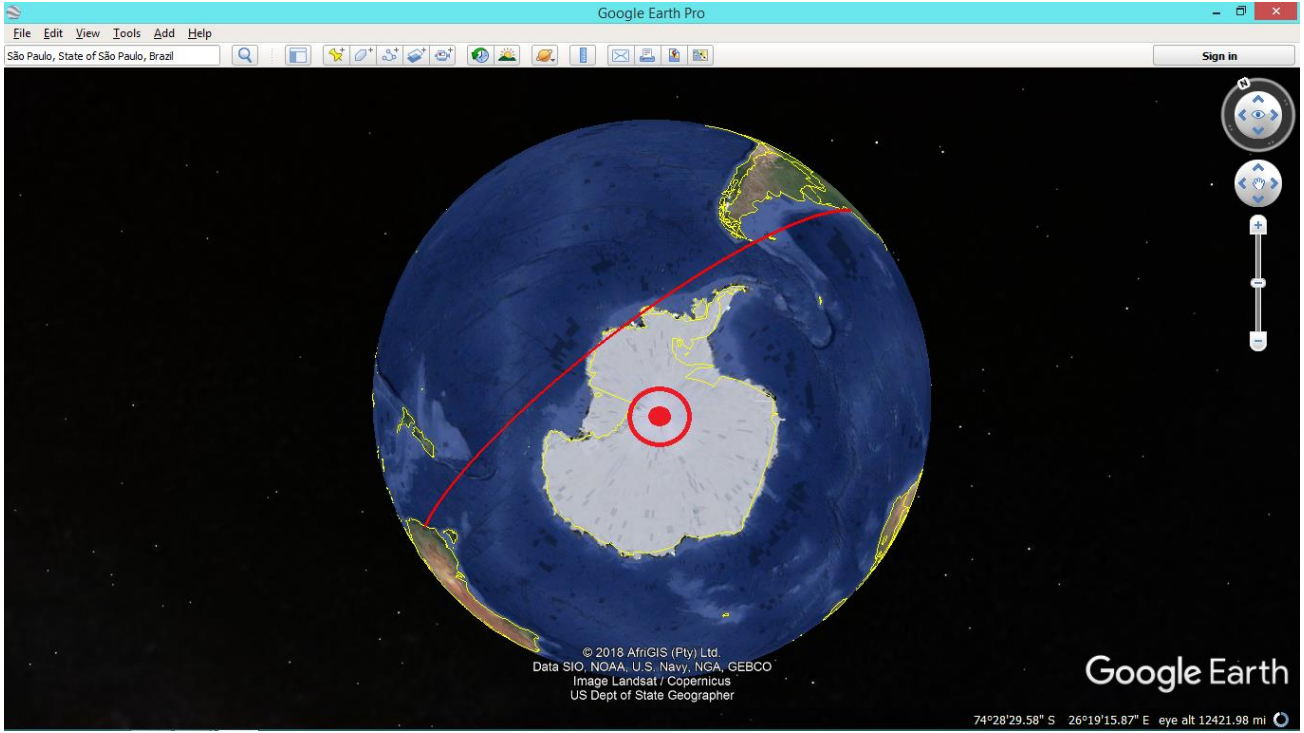 Google Earth Pro
File Edit View Tools Add Help
São Paulo, State of São Paulo, Brazil
Sign in
N
© 2018 AfriGIS (Pty) Ltd.
Data SIO, NOAA, U.S. Navy, NGA, GEBCO
Image Landsat / Copernicus
US Dept of State Geographer
Google Earth
74°28'29.58" S 26°19'15.87" E eye alt 12421.98 mi